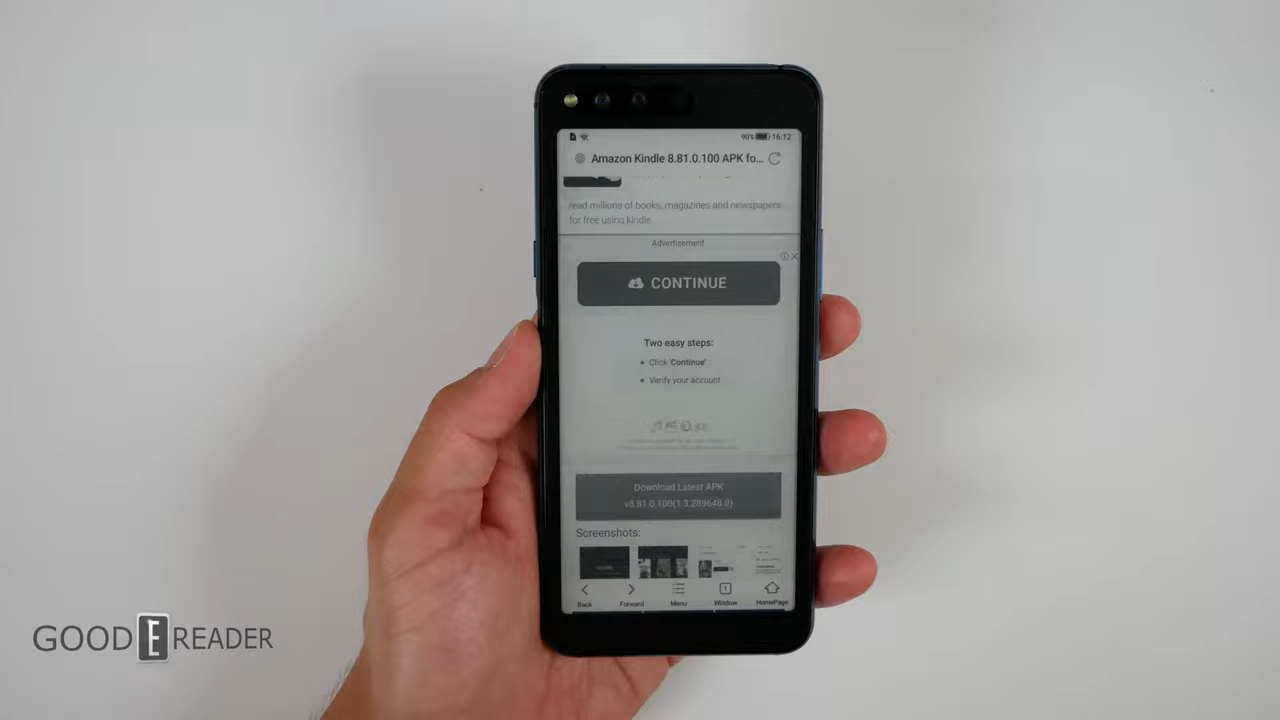 90% 16:12
Amazon Kindle 8.81.0.100 APK fo...
read millions of books, magazines and newspapers
for free using kindle.
Advertisement
CONTINUE
Two easy steps:
• Click 'Continue'
• Verify your account
Download Latest APK
v8.81.0.100(1.3.289648.0)
Screenshots:
1
Back Forward Menu Window HomePage
GOOD E READER